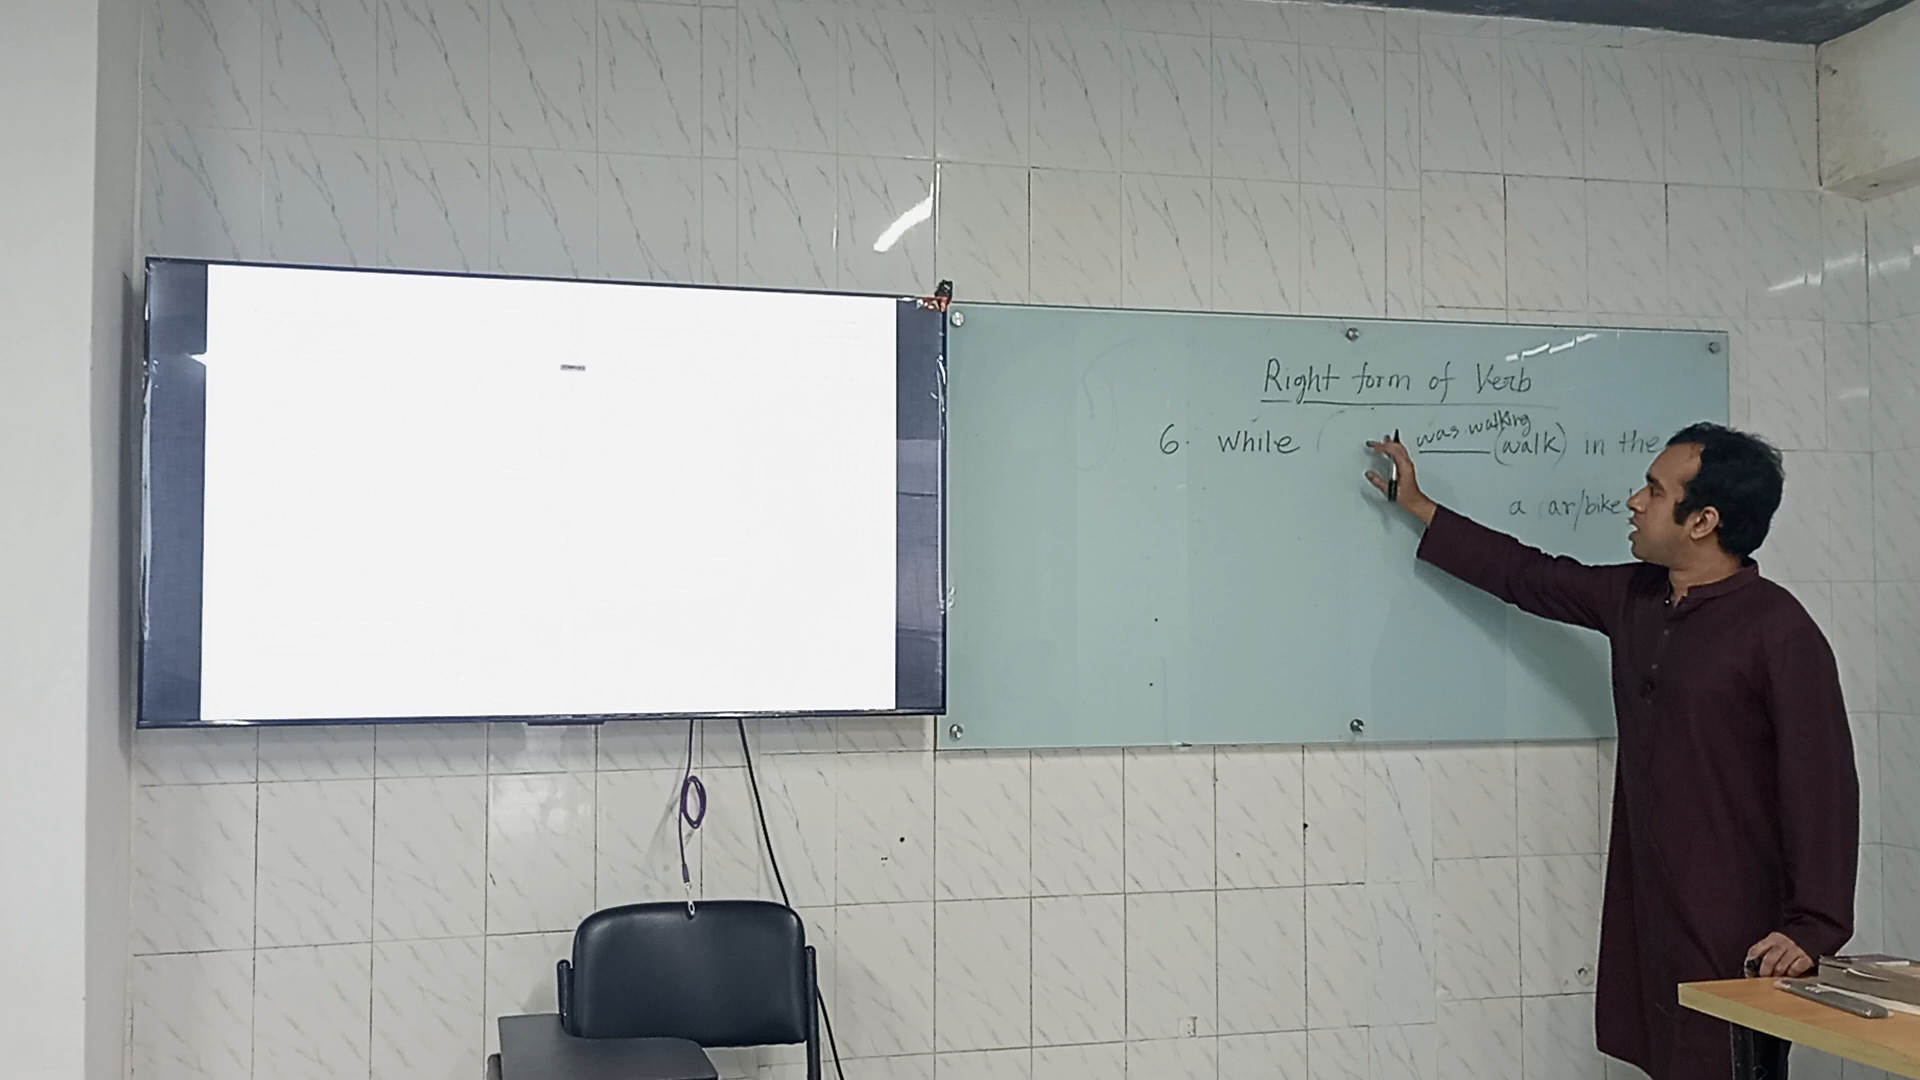 Right form of Verb
was walking
6. While (walk) in the
a car/bike